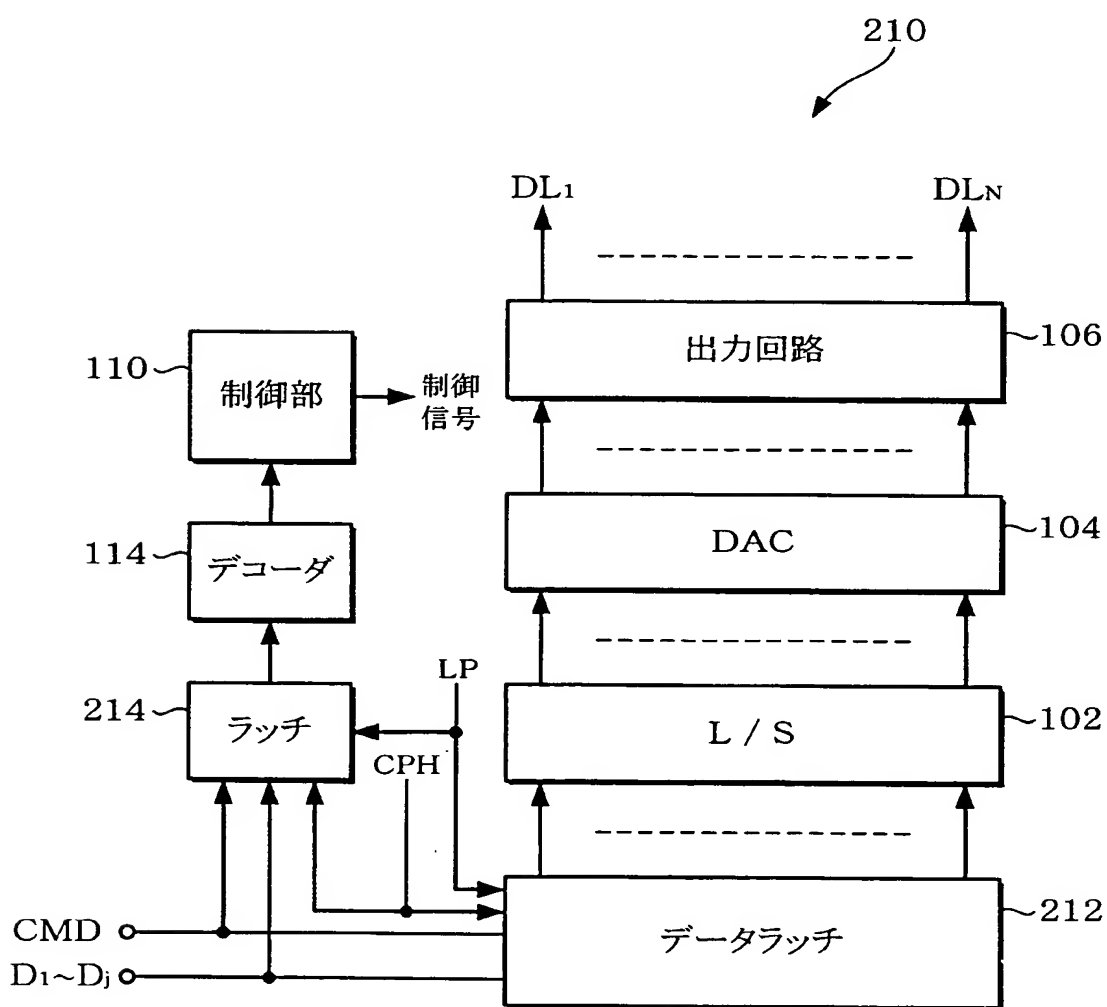 210
DL1
DLN
出力回路
106
110
制御部
制御
信号
DAC
104
114
デコーダ
LP
214
ラッチ
L / S
102
CPH
CMD
データラッチ
212
D1~Dj